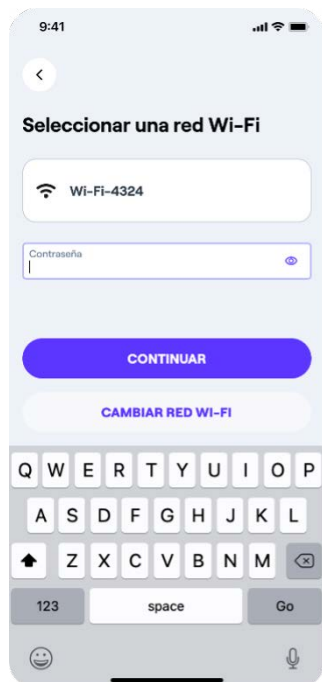 9:41
Seleccionar una red Wi-Fi
Wi-Fi-4324
Contraseña
CONTINUAR
CAMBIAR RED WI-FI
Q W E R T Y U I O P
A S D F G H J K L
Z X C V B N M
123 space Go